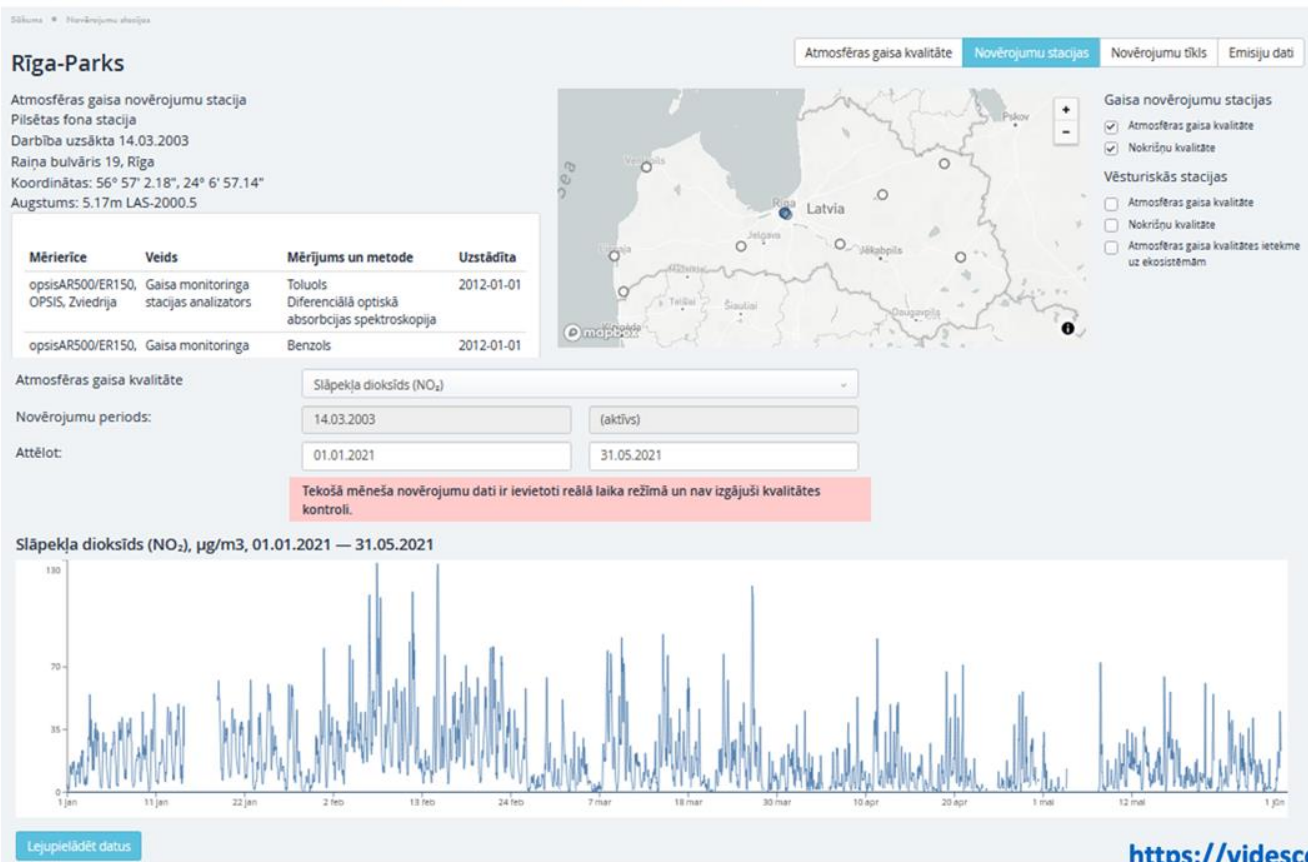 Sākums • Novērojumu stacijas
Rīga-Parks
Atmosfēras gaisa kvalitāte Novērojumu stacijas Novērojumu tīkls Emisiju dati
Atmosfēras gaisa novērojumu stacija
Pilsētas fona stacija
Darbība uzsākta 14.03.2003
Raiņa bulvāris 19, Rīga
Koordinātas: 56° 57' 2.18", 24° 6' 57.14"
Augstums: 5.17m LAS-2000.5
Mērierīce Veids Mērījums un metode Uzstādīta
opsisAR500/ER150, Gaisa monitoringa Toluols 2012-01-01
OPSIS, Zviedrija stacijas analizators Diferenciālā optiskā
absorbcijas spektroskopija
opsisAR500/ER150, Gaisa monitoringa Benzols 2012-01-01
Pskov
+
-
Ventspils
Sea
Rīga
Latvia
Jelgava
Jēkabpils
Liepaja
Telšiai
Šiauliai
Daugavpils
mapbox
Gaisa novērojumu stacijas
Atmosfēras gaisa kvalitāte
Nokrišņu kvalitāte
Vēsturiskās stacijas
Atmosfēras gaisa kvalitāte
Nokrišņu kvalitāte
Atmosfēras gaisa kvalitātes ietekme
uz ekosistēmām
Atmosfēras gaisa kvalitāte Slāpekļa dioksīds (NO₂)
Novērojumu periods: 14.03.2003 (aktīvs)
Attēlot: 01.01.2021 31.05.2021
Tekošā mēneša novērojumu dati ir ievietoti reālā laika režīmā un nav izgājuši kvalitātes
kontroli.
Slāpekļa dioksīds (NO₂), µg/m3, 01.01.2021 — 31.05.2021
130
70
35
0
1 jan 11 jan 22 jan 2 feb 13 feb 24 feb 7 mar 18 mar 30 mar 10 apr 20 apr 1 mai 12 mai 1 jūn
Lejupielādēt datus
https://videsc